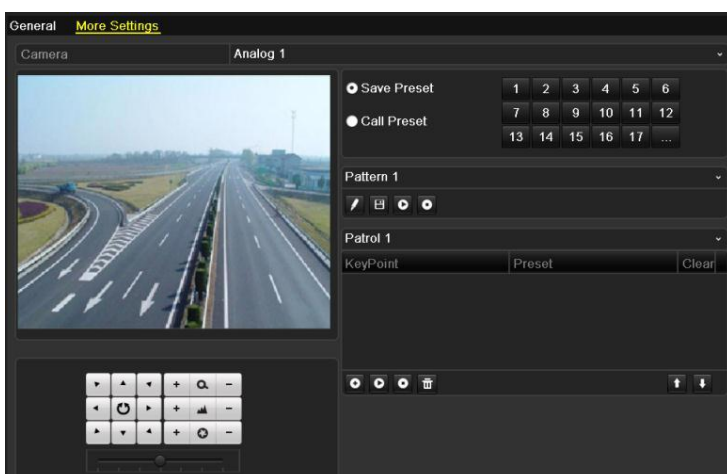 General More Settings
Camera Analog 1
Save Preset
Call Preset
1 2 3 4 5 6
7 8 9 10 11 12
13 14 15 16 17 ...
Pattern 1
Patrol 1
KeyPoint Preset Clear